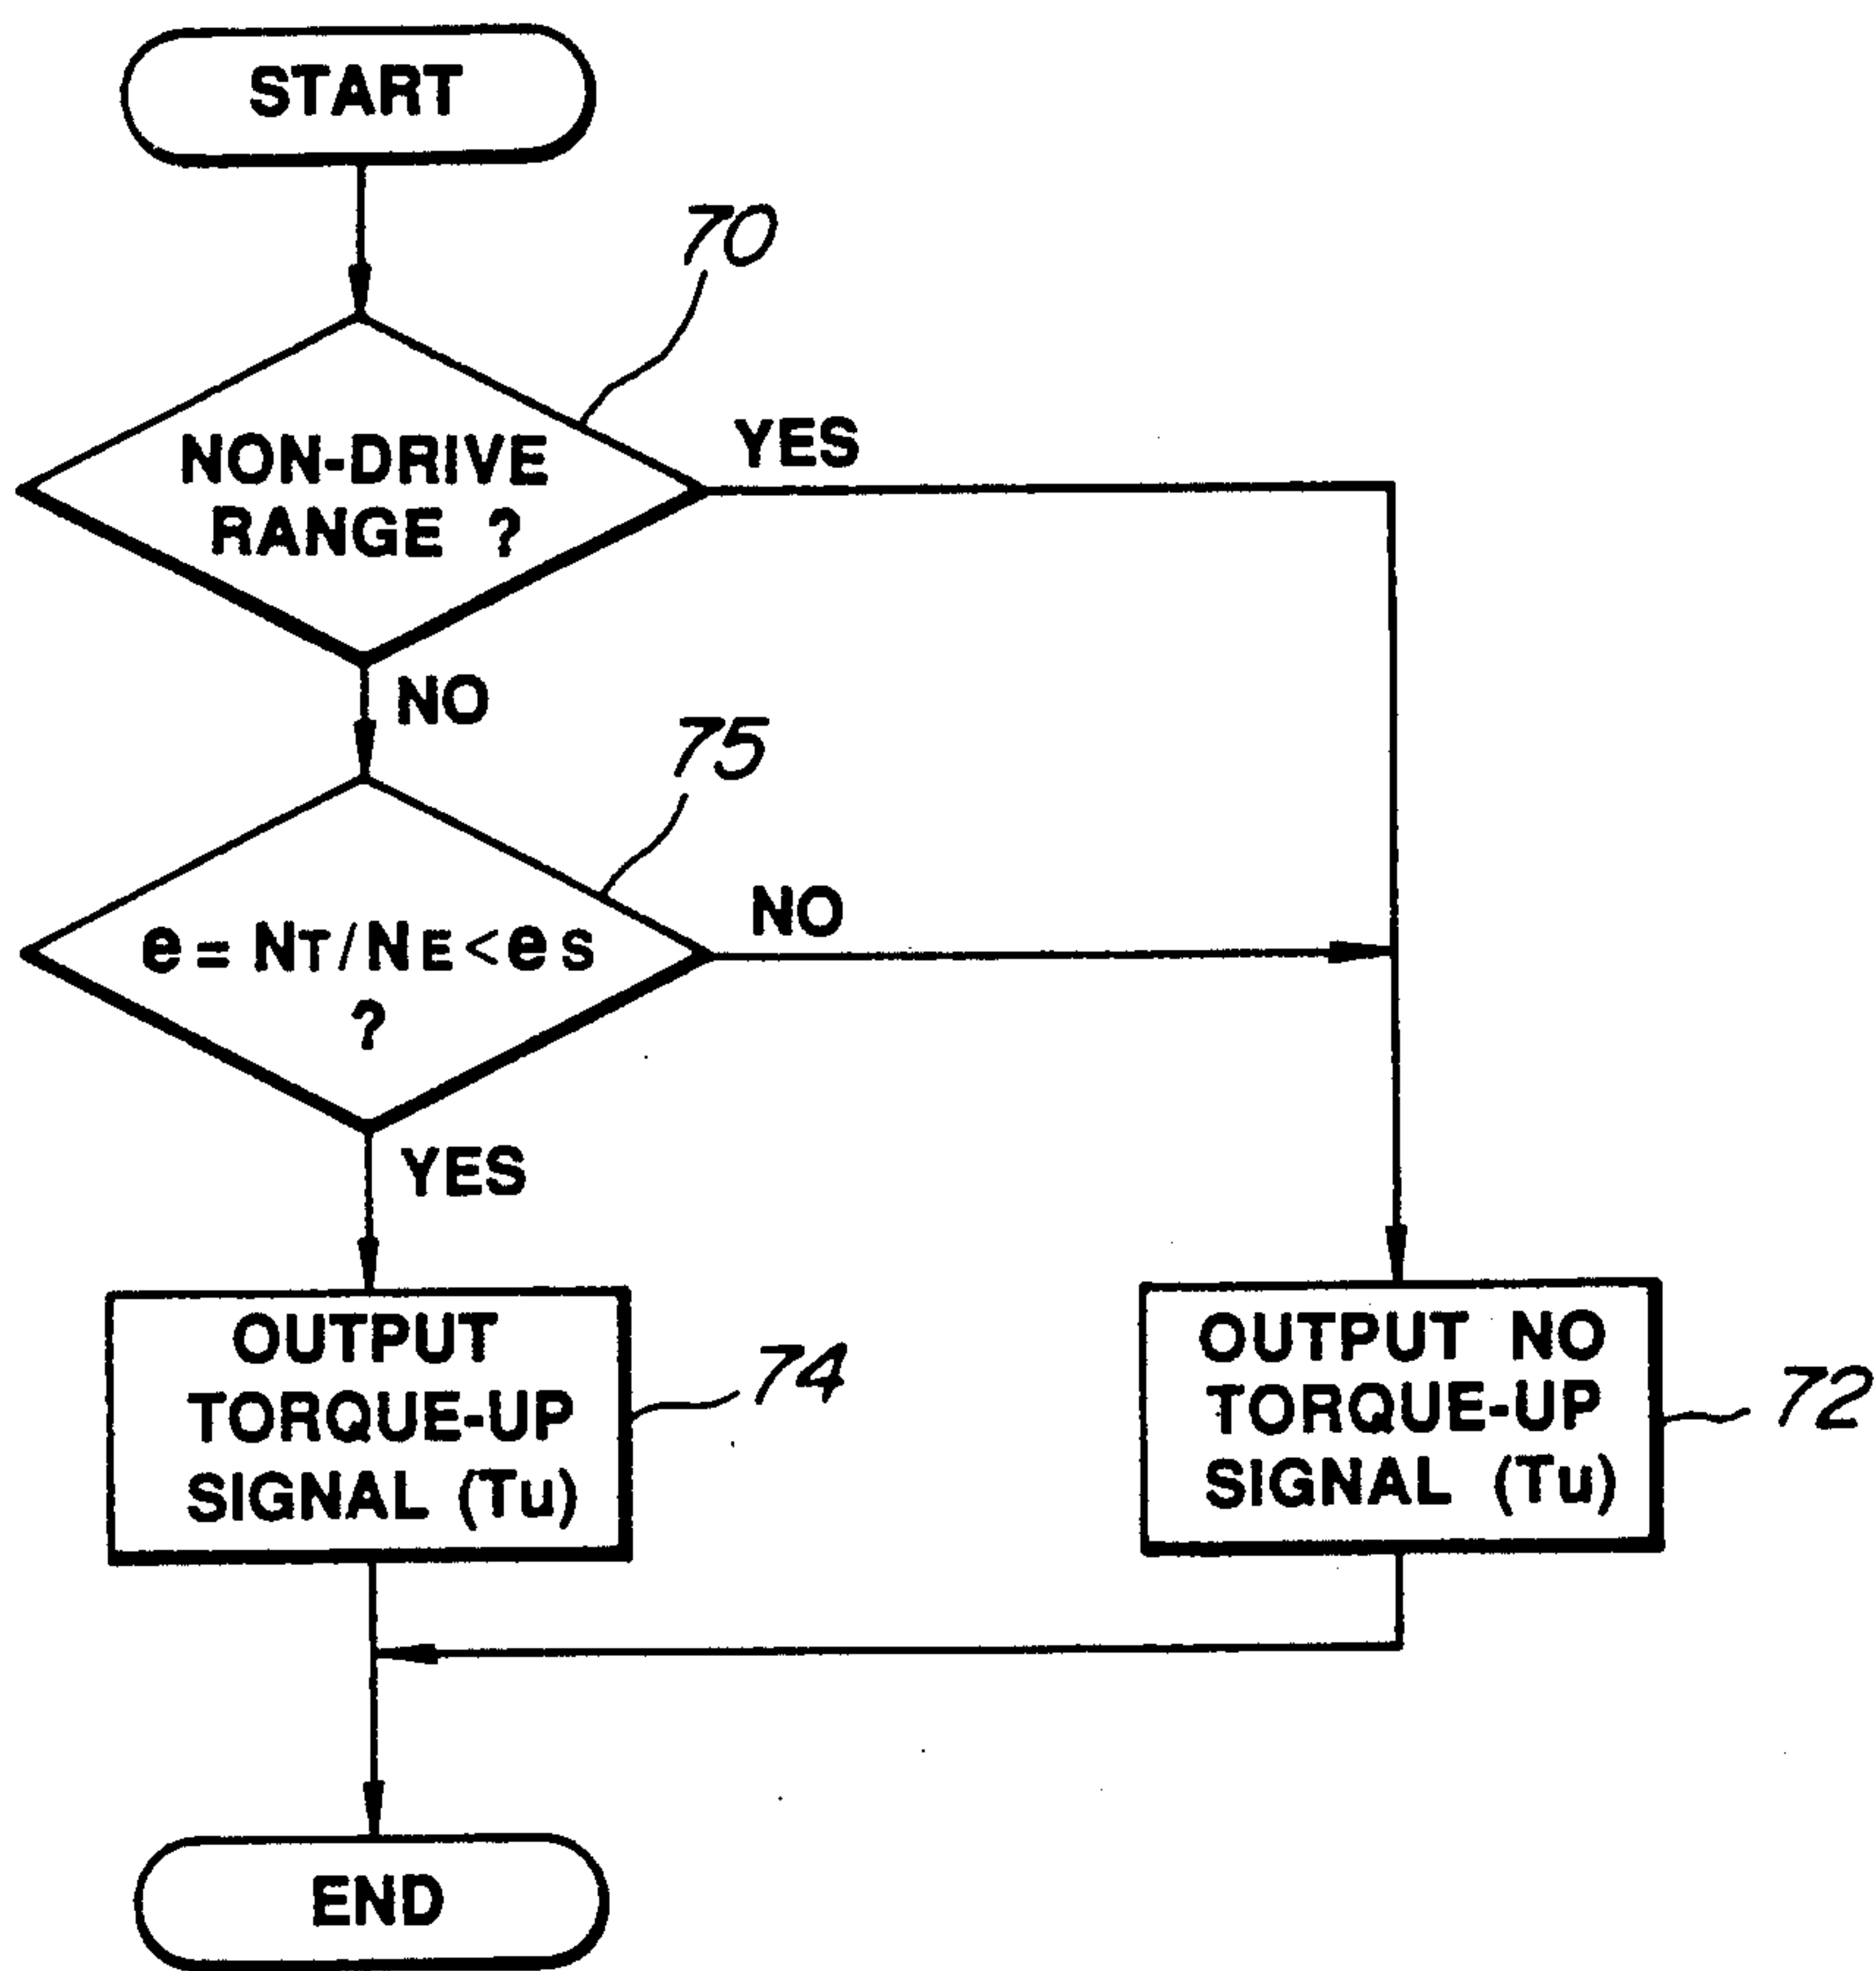 START
70
NON-DRIVE
RANGE ?
YES
NO
75
e = NT/NE < es
?
NO
YES
OUTPUT
TORQUE-UP
SIGNAL (Tu)
74
OUTPUT NO
TORQUE-UP
SIGNAL (Tu)
72
END